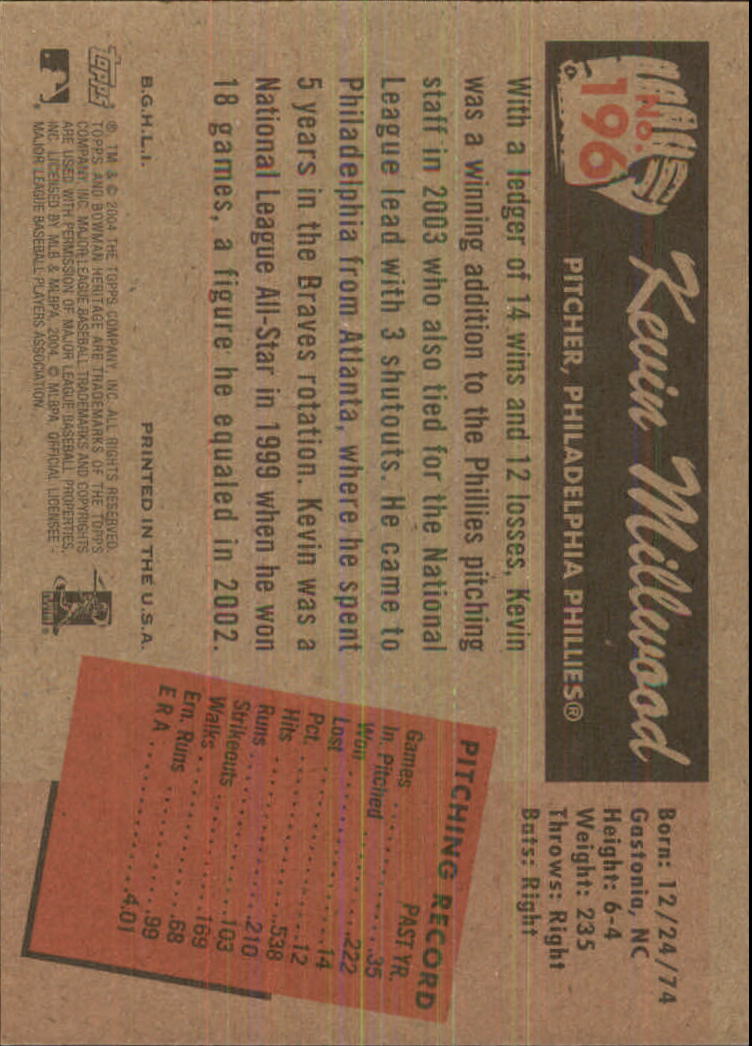 No.
196
Kevin Millwood
PITCHER, PHILADELPHIA PHILLIES®
Born: 12/24/74
Gastonia, NC
Height: 6-4
Weight: 235
Throws: Right
Bats: Right
With a ledger of 14 wins and 12 losses, Kevin
was a winning addition to the Phillies pitching
staff in 2003 who also tied for the National
League lead with 3 shutouts. He came to
Philadelphia from Atlanta, where he spent
5 years in the Braves rotation. Kevin was a
National League All-Star in 1999 when he won
18 games, a figure he equaled in 2002.
PITCHING RECORD
PAST YR.
Games ..........35
In. Pitched ..........222
Won ..........14
Lost ..........12
Pct. ..........538
Hits ..........210
Runs ..........103
Strikeouts ..........169
Walks ..........68
Ern. Runs ..........99
ERA ..........4.01
B.G.H.L.I. PRINTED IN THE U.S.A.
Topps
®, TM & © 2004 THE TOPPS COMPANY, INC. ALL RIGHTS RESERVED.
TOPPS AND BOWMAN HERITAGE ARE TRADEMARKS OF THE TOPPS
COMPANY, INC. MAJOR LEAGUE BASEBALL TRADEMARKS AND COPYRIGHTS
ARE USED WITH PERMISSION OF MAJOR LEAGUE BASEBALL PROPERTIES,
INC. LICENSED BY MLB & MLBPA 2004. © MLBPA. OFFICIAL LICENSEE -
MAJOR LEAGUE BASEBALL PLAYERS ASSOCIATION.